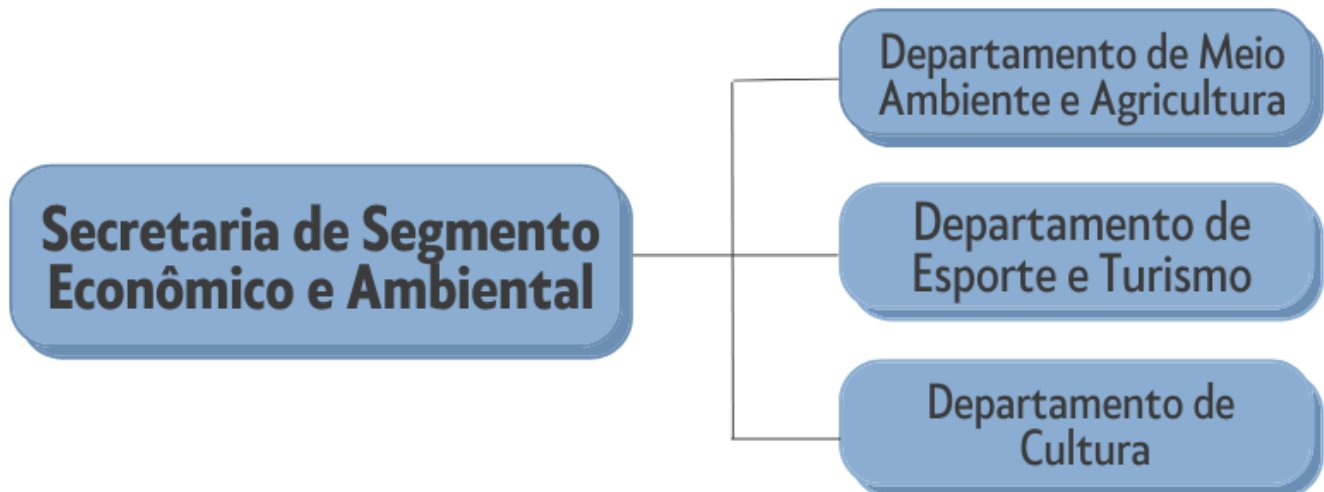 Secretaria de Segmento
Econômico e Ambiental
Departamento de Meio
Ambiente e Agricultura
Departamento de
Esporte e Turismo
Departamento de
Cultura